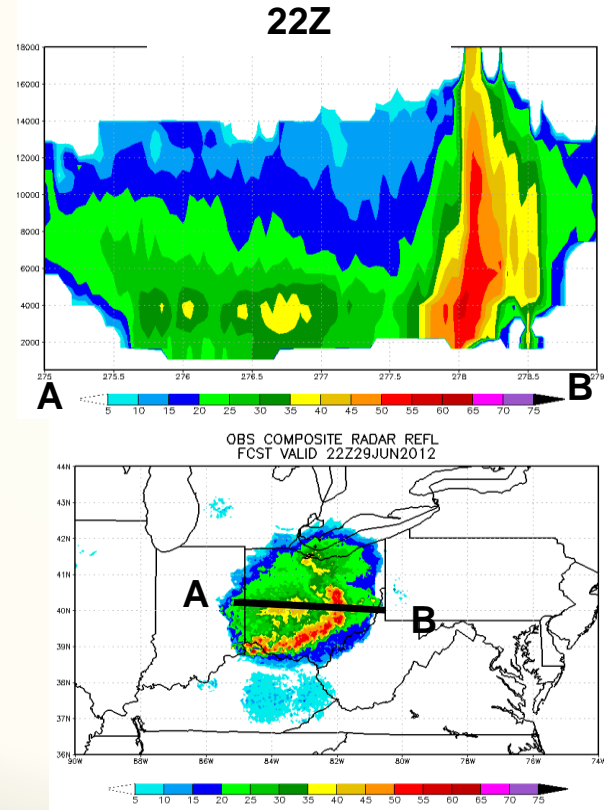 22Z
18000
16000
14000
12000
10000
8000
6000
4000
2000
275 275.5 276 276.5 277 277.5 278 278.5 279
A B
5 10 15 20 25 30 35 40 45 50 55 60 65 70 75
OBS COMPOSITE RADAR REFL
FCST VALID 22Z29JUN2012
44N
43N
42N
41N
A
40N
B
39N
38N
37N
36N
90W 88W 86W 84W 82W 80W 78W 76W 74W
5 10 15 20 25 30 35 40 45 50 55 60 65 70 75